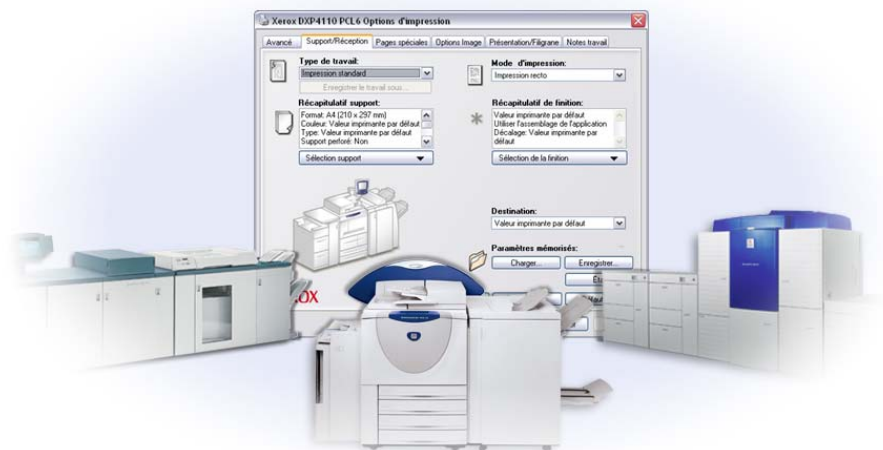 Xerox DXP4110 PCL6 Options d'impression
Avancé Support/Réception Pages spéciales Options Image Présentation/Filigrane Notes travail
Type de travail:
Impression standard
Enregistrer le travail sous...
Mode d'impression:
Impression recto
Récapitulatif support:
Format: A4 (210 x 297
mm)
Couleur: Valeur imprimante par défaut
Type: Valeur imprimante par défaut
Support perforé: Non
Sélection support
Récapitulatif de finition:
Valeur imprimante par défaut
Utiliser l'assemblage de l'application
Décalage: Valeur imprimante par
défaut
Sélection de la finition
Destination:
Valeur imprimante par défaut
Paramètres mémorisés:
Charger... Enregistrer...
OX